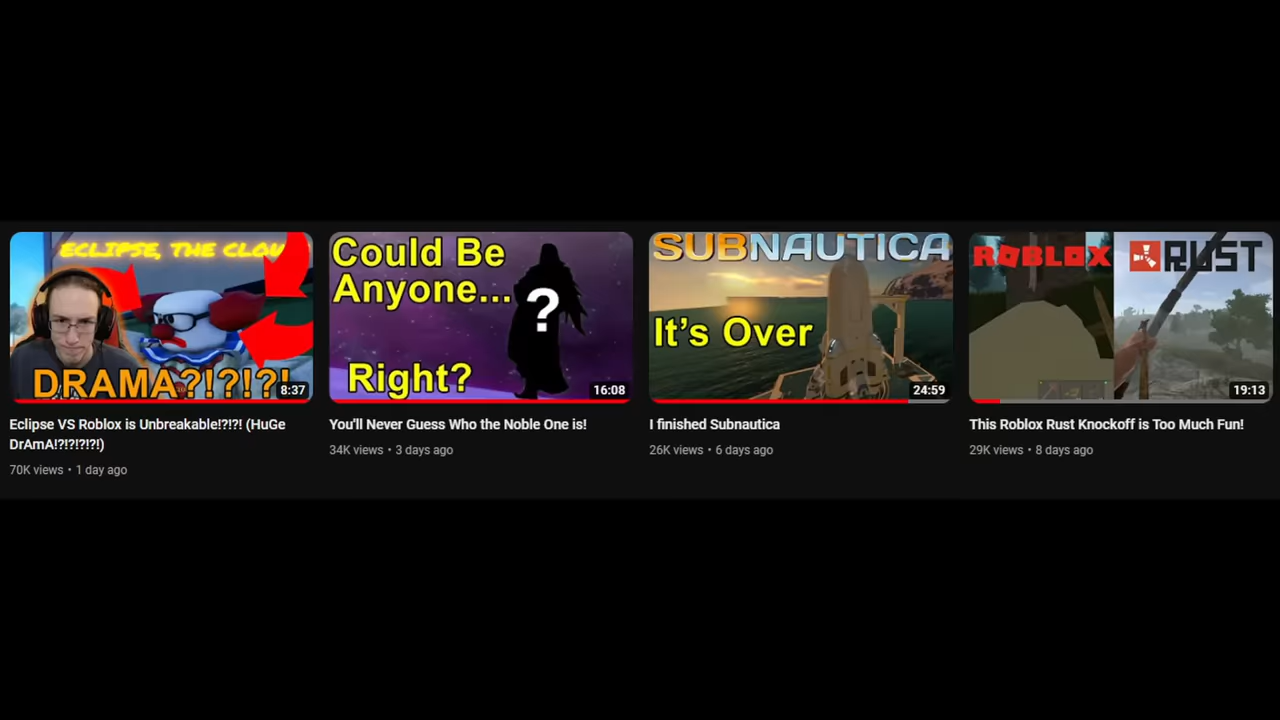 ECLIPSE, THE CLOW
DRAMA?!?!?!
8:37
Eclipse VS Roblox is Unbreakable!?!?! (HuGe
DrAmA!?!?!?!?!)
70K views • 1 day ago
Could Be
Anyone...
?
Right?
16:08
You'll Never Guess Who the Noble One is!
34K views • 3 days ago
SUBNAUTICA
It's Over
24:59
I finished Subnautica
26K views • 6 days ago
ROBLOX
RUST
19:13
This Roblox Rust Knockoff is Too Much Fun!
29K views • 8 days ago